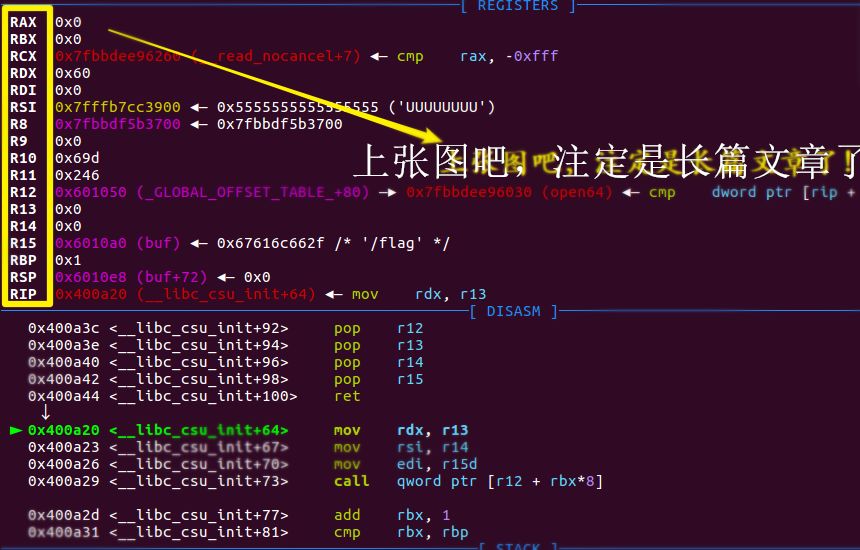 [ REGISTERS ]
RAX 0x0
RBX 0x0
RCX 0x7fbbdee96260 (__read_nocancel+7) ◂— cmp rax, -0xfff
RDX 0x60
RDI 0x0
RSI 0x7fffb7cc3900 ◂— 0x5555555555555555 ('UUUUUUUU')
R8 0x7fbbdf5b3700 ◂— 0x7fbbdf5b3700
R9 0x0
上张图吧，注定是长篇文章了
R10 0x69d
R11 0x246
R12 0x601050 (_GLOBAL_OFFSET_TABLE_+80) —▸ 0x7fbbdee96030 (open64) ◂— cmp dword ptr [rip +
R13 0x0
R14 0x0
R15 0x6010a0 (buf) ◂— 0x67616c662f /* '/flag' */
RBP 0x1
RSP 0x6010e8 (buf+72) ◂— 0x0
RIP 0x400a20 (__libc_csu_init+64) ◂— mov rdx, r13
[ DISASM ]
0x400a3c <__libc_csu_init+92> pop r12
0x400a3e <__libc_csu_init+94> pop r13
0x400a40 <__libc_csu_init+96> pop r14
0x400a42 <__libc_csu_init+98> pop r15
0x400a44 <__libc_csu_init+100> ret
↓
► 0x400a20 <__libc_csu_init+64> mov rdx, r13
0x400a23 <__libc_csu_init+67> mov rsi, r14
0x400a26 <__libc_csu_init+70> mov edi, r15d
0x400a29 <__libc_csu_init+73> call qword ptr [r12 + rbx*8]
0x400a2d <__libc_csu_init+77> add rbx, 1
0x400a31 <__libc_csu_init+81> cmp rbx, rbp
[ STACK ]